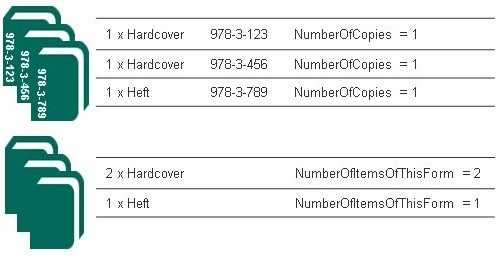 978-3-123
978-3-456
978-3-789
1 x Hardcover 978-3-123 NumberOfCopies = 1
1 x Hardcover 978-3-456 NumberOfCopies = 1
1 x Heft 978-3-789 NumberOfCopies = 1
2 x Hardcover NumberOfItemsOfThisForm = 2
1 x Heft NumberOfItemsOfThisForm = 1